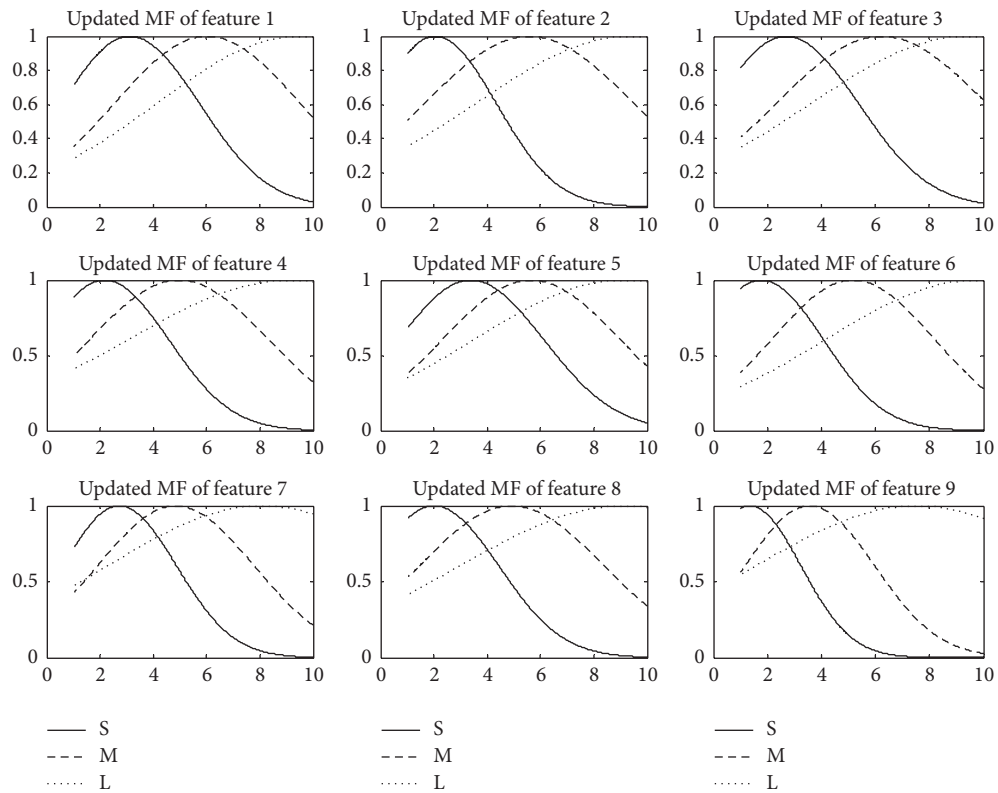 Updated MF of feature 1 Updated MF of feature 2 Updated MF of feature 3
1 1 1
0.8 0.8 0.8
0.6 0.6 0.6
0.4 0.4 0.4
0.2 0.2 0.2
0 0 0
0 2 4 6 8 10 0 2 4 6 8 10 0 2 4 6 8 10
Updated MF of feature 4 Updated MF of feature 5 Updated MF of feature 6
1 1 1
0.5 0.5 0.5
0 0 0
0 2 4 6 8 10 0 2 4 6 8 10 0 2 4 6 8 10
Updated MF of feature 7 Updated MF of feature 8 Updated MF of feature 9
1 1 1
0.5 0.5 0.5
0 0 0
0 2 4 6 8 10 0 2 4 6 8 10 0 2 4 6 8 10
S S S
M M M
L L L